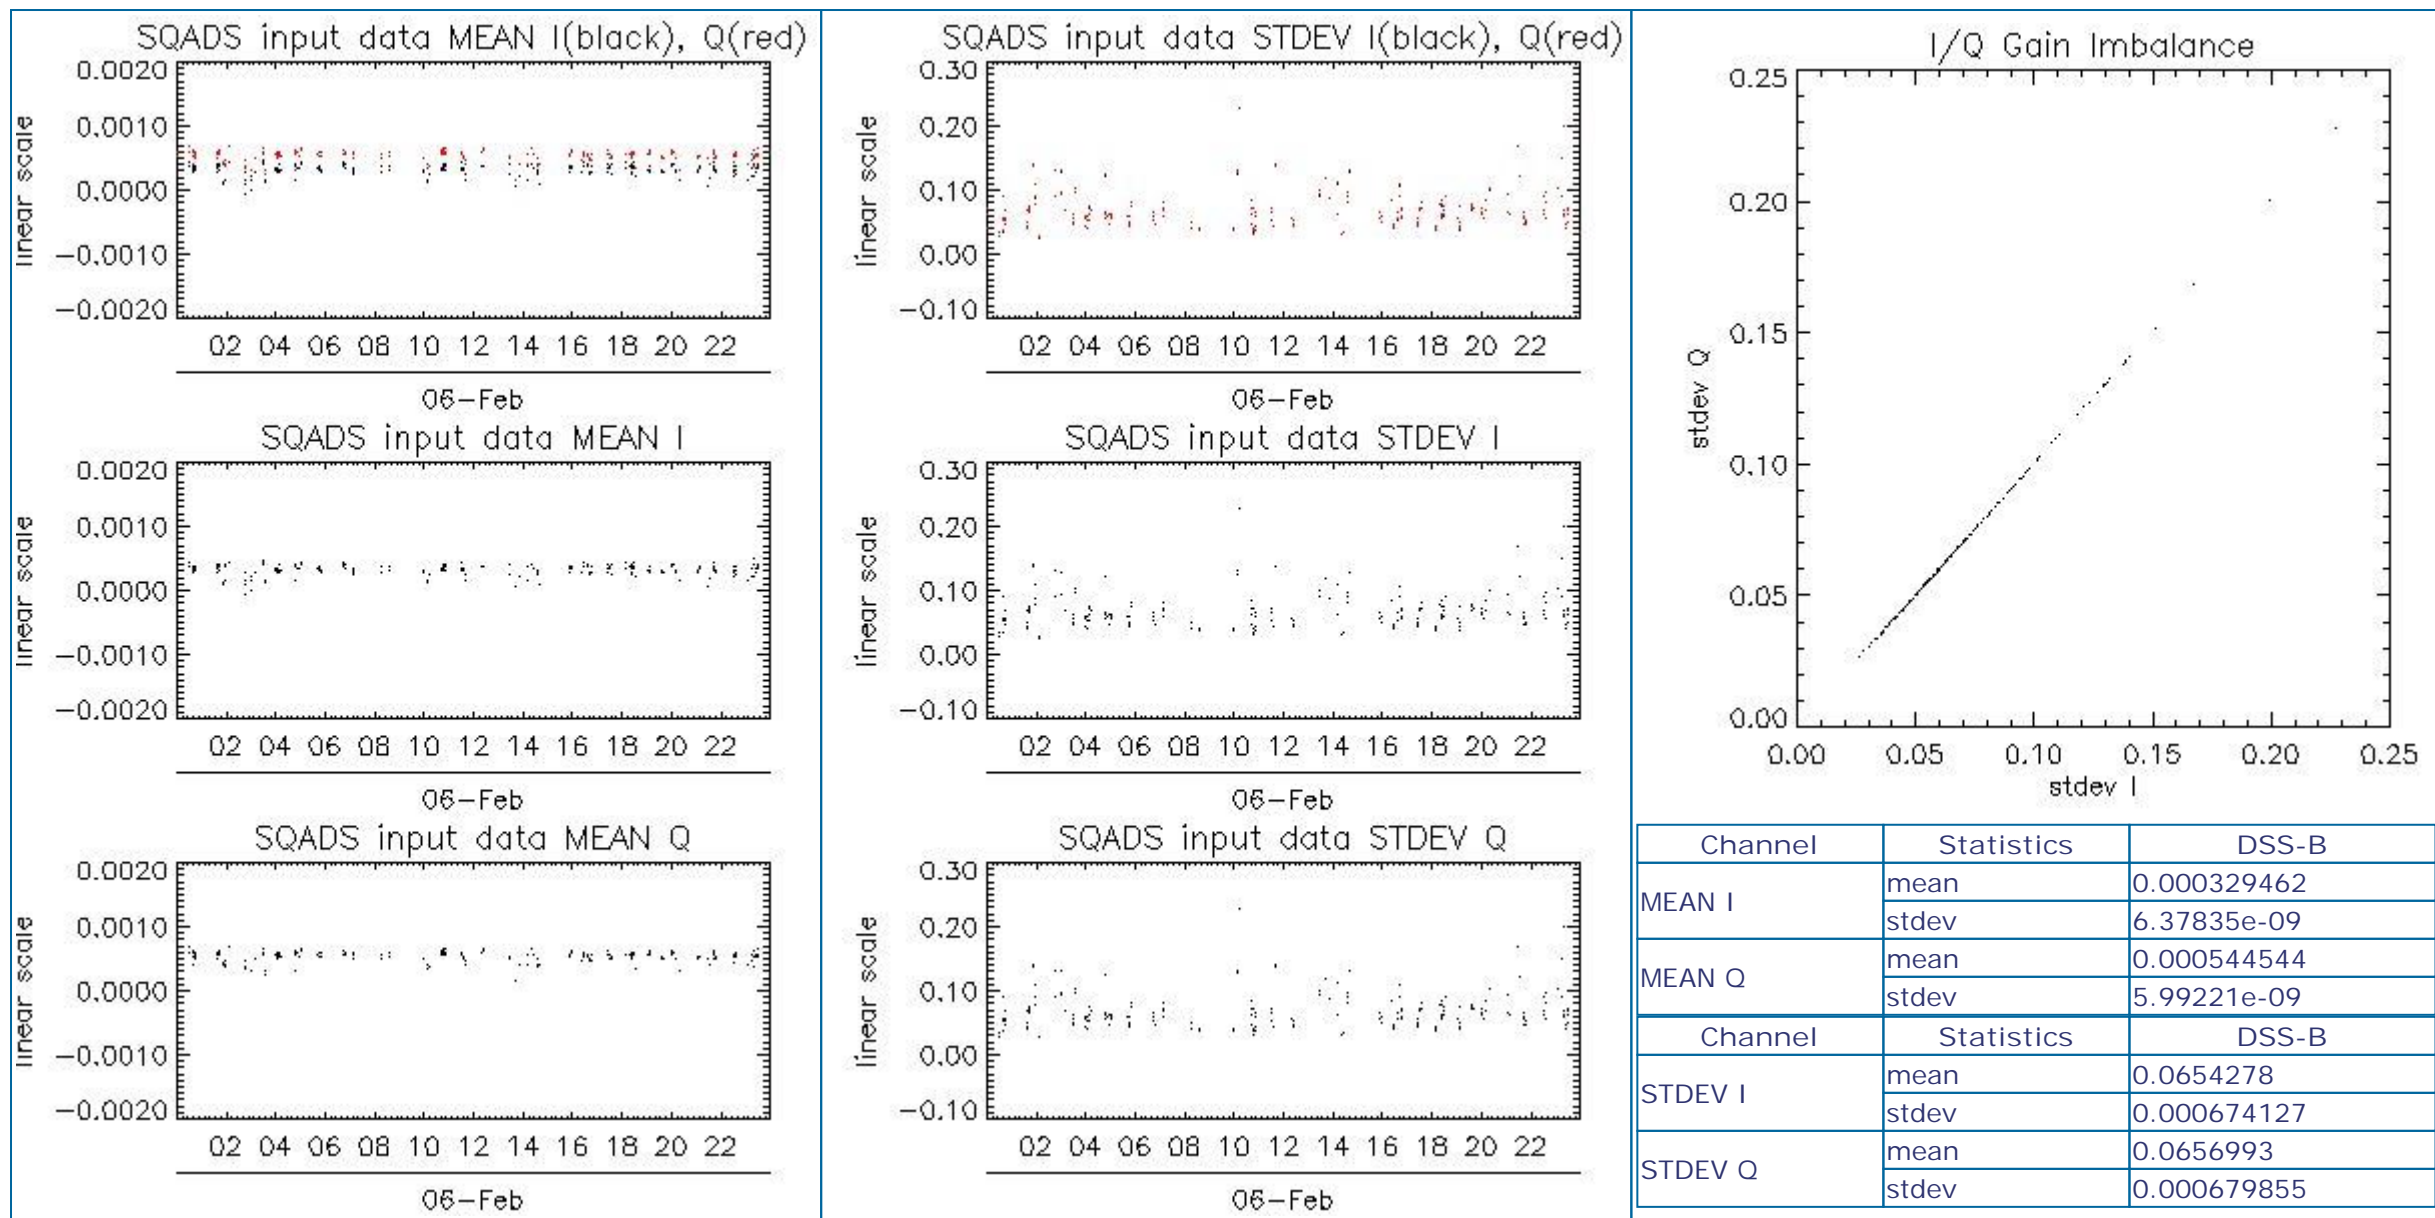 SQADS input data MEAN I(black), Q(red)
0.0020
0.0010
0.0000
−0.0010
−0.0020
linear scale
02 04 06 08 10 12 14 16 18 20 22
06−Feb
SQADS input data MEAN I
0.0020
0.0010
0.0000
−0.0010
−0.0020
linear scale
02 04 06 08 10 12 14 16 18 20 22
06−Feb
SQADS input data MEAN Q
0.0020
0.0010
0.0000
−0.0010
−0.0020
linear scale
02 04 06 08 10 12 14 16 18 20 22
06−Feb
SQADS input data STDEV I(black), Q(red)
0.30
0.20
0.10
0.00
−0.10
linear scale
02 04 06 08 10 12 14 16 18 20 22
06−Feb
SQADS input data STDEV I
0.30
0.20
0.10
0.00
−0.10
linear scale
02 04 06 08 10 12 14 16 18 20 22
06−Feb
SQADS input data STDEV Q
0.30
0.20
0.10
0.00
−0.10
linear scale
02 04 06 08 10 12 14 16 18 20 22
06−Feb
I/Q Gain Imbalance
0.25
0.20
0.15
0.10
0.05
0.00
stdev Q
0.00 0.05 0.10 0.15 0.20 0.25
stdev I
Channel Statistics DSS-B
MEAN I mean 0.000329462
stdev 6.37835e-09
MEAN Q mean 0.000544544
stdev 5.99221e-09
Channel Statistics DSS-B
STDEV I mean 0.0654278
stdev 0.000674127
STDEV Q mean 0.0656993
stdev 0.000679855